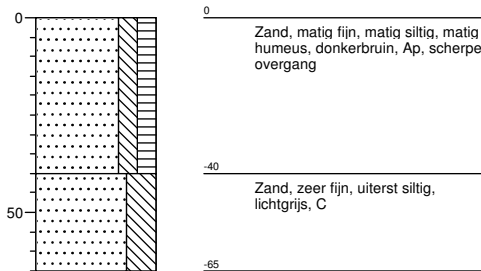 0
0
Zand, matig fijn, matig siltig, matig
humeus, donkerbruin, Ap, scherpe
overgang
-40
Zand, zeer fijn, uiterst siltig,
lichtgrijs, C
50
-65